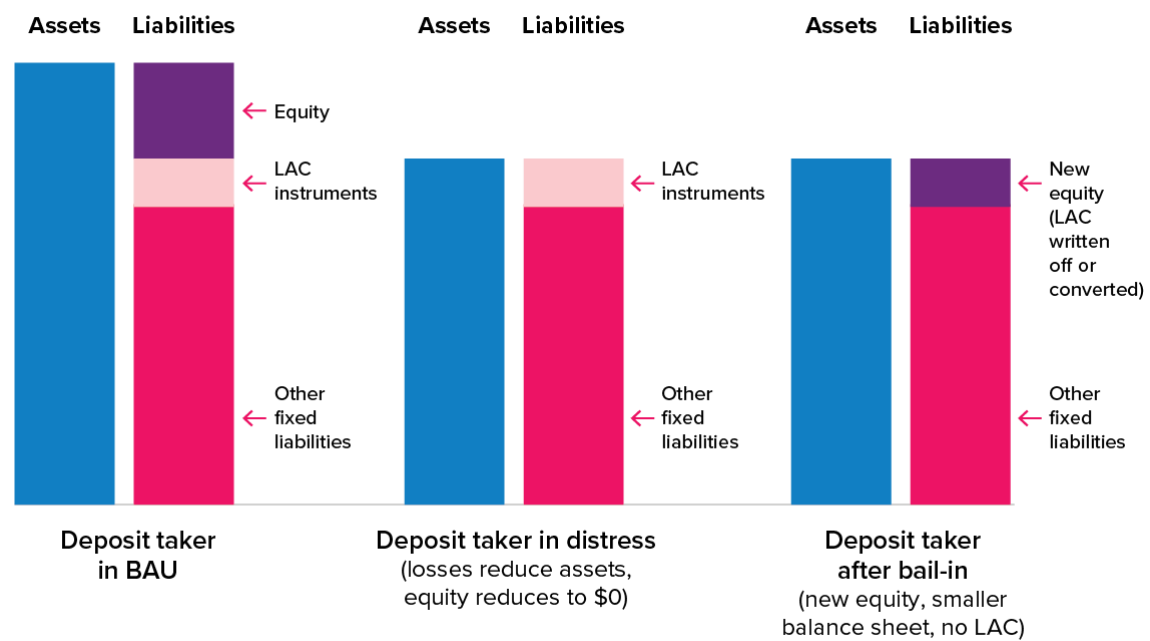 Assets
Liabilities
Equity
LAC
instruments
Other
fixed
liabilities
Deposit taker
in BAU
Assets
Liabilities
LAC
instruments
Other
fixed
liabilities
Deposit taker in distress
(losses reduce assets,
equity reduces to $0)
Assets
Liabilities
New
equity
(LAC
written
off or
converted)
Other
fixed
liabilities
Deposit taker
after bail-in
(new equity, smaller
balance sheet, no LAC)